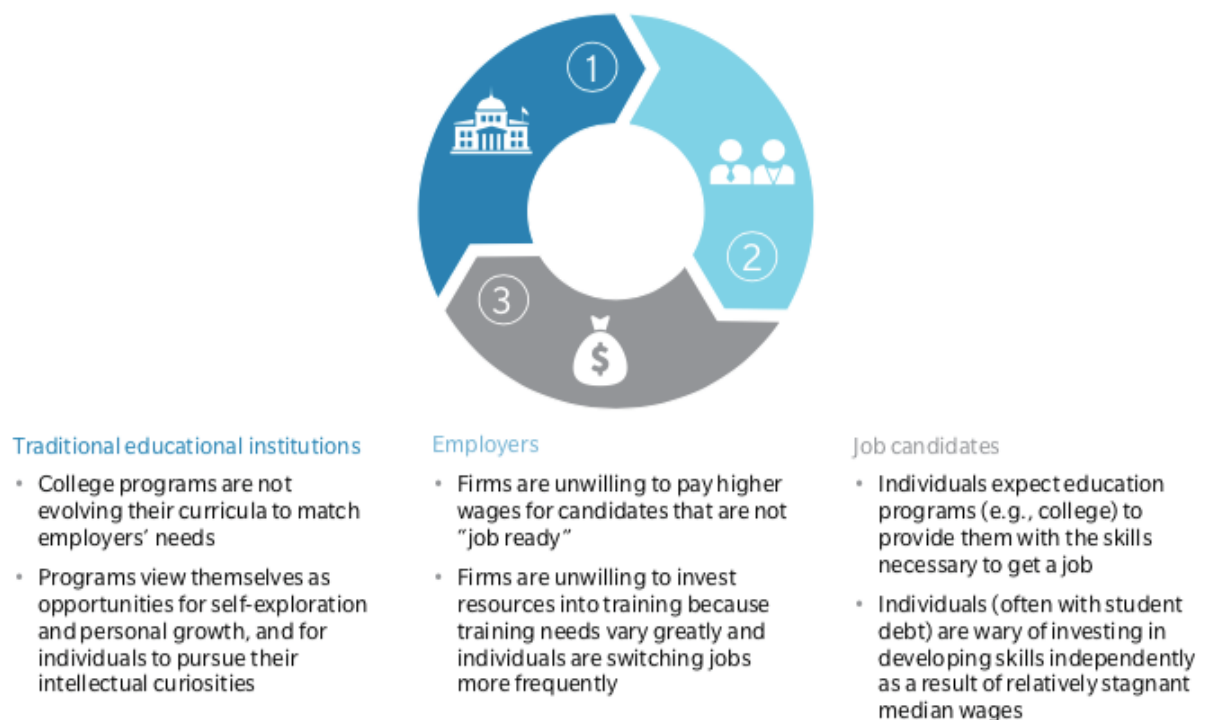 1
2
3
$
Traditional educational institutions
• College programs are not
evolving their curricula to match
employers’ needs
• Programs view themselves as
opportunities for self-exploration
and personal growth, and for
individuals to pursue their
intellectual curiosities
Employers
• Firms are unwilling to pay higher
wages for candidates that are not
“job ready”
• Firms are unwilling to invest
resources into training because
training needs vary greatly and
individuals are switching jobs
more frequently
Job candidates
• Individuals expect education
programs (e.g., college) to
provide them with the skills
necessary to get a job
• Individuals (often with student
debt) are wary of investing in
developing skills independently
as a result of relatively stagnant
median wages